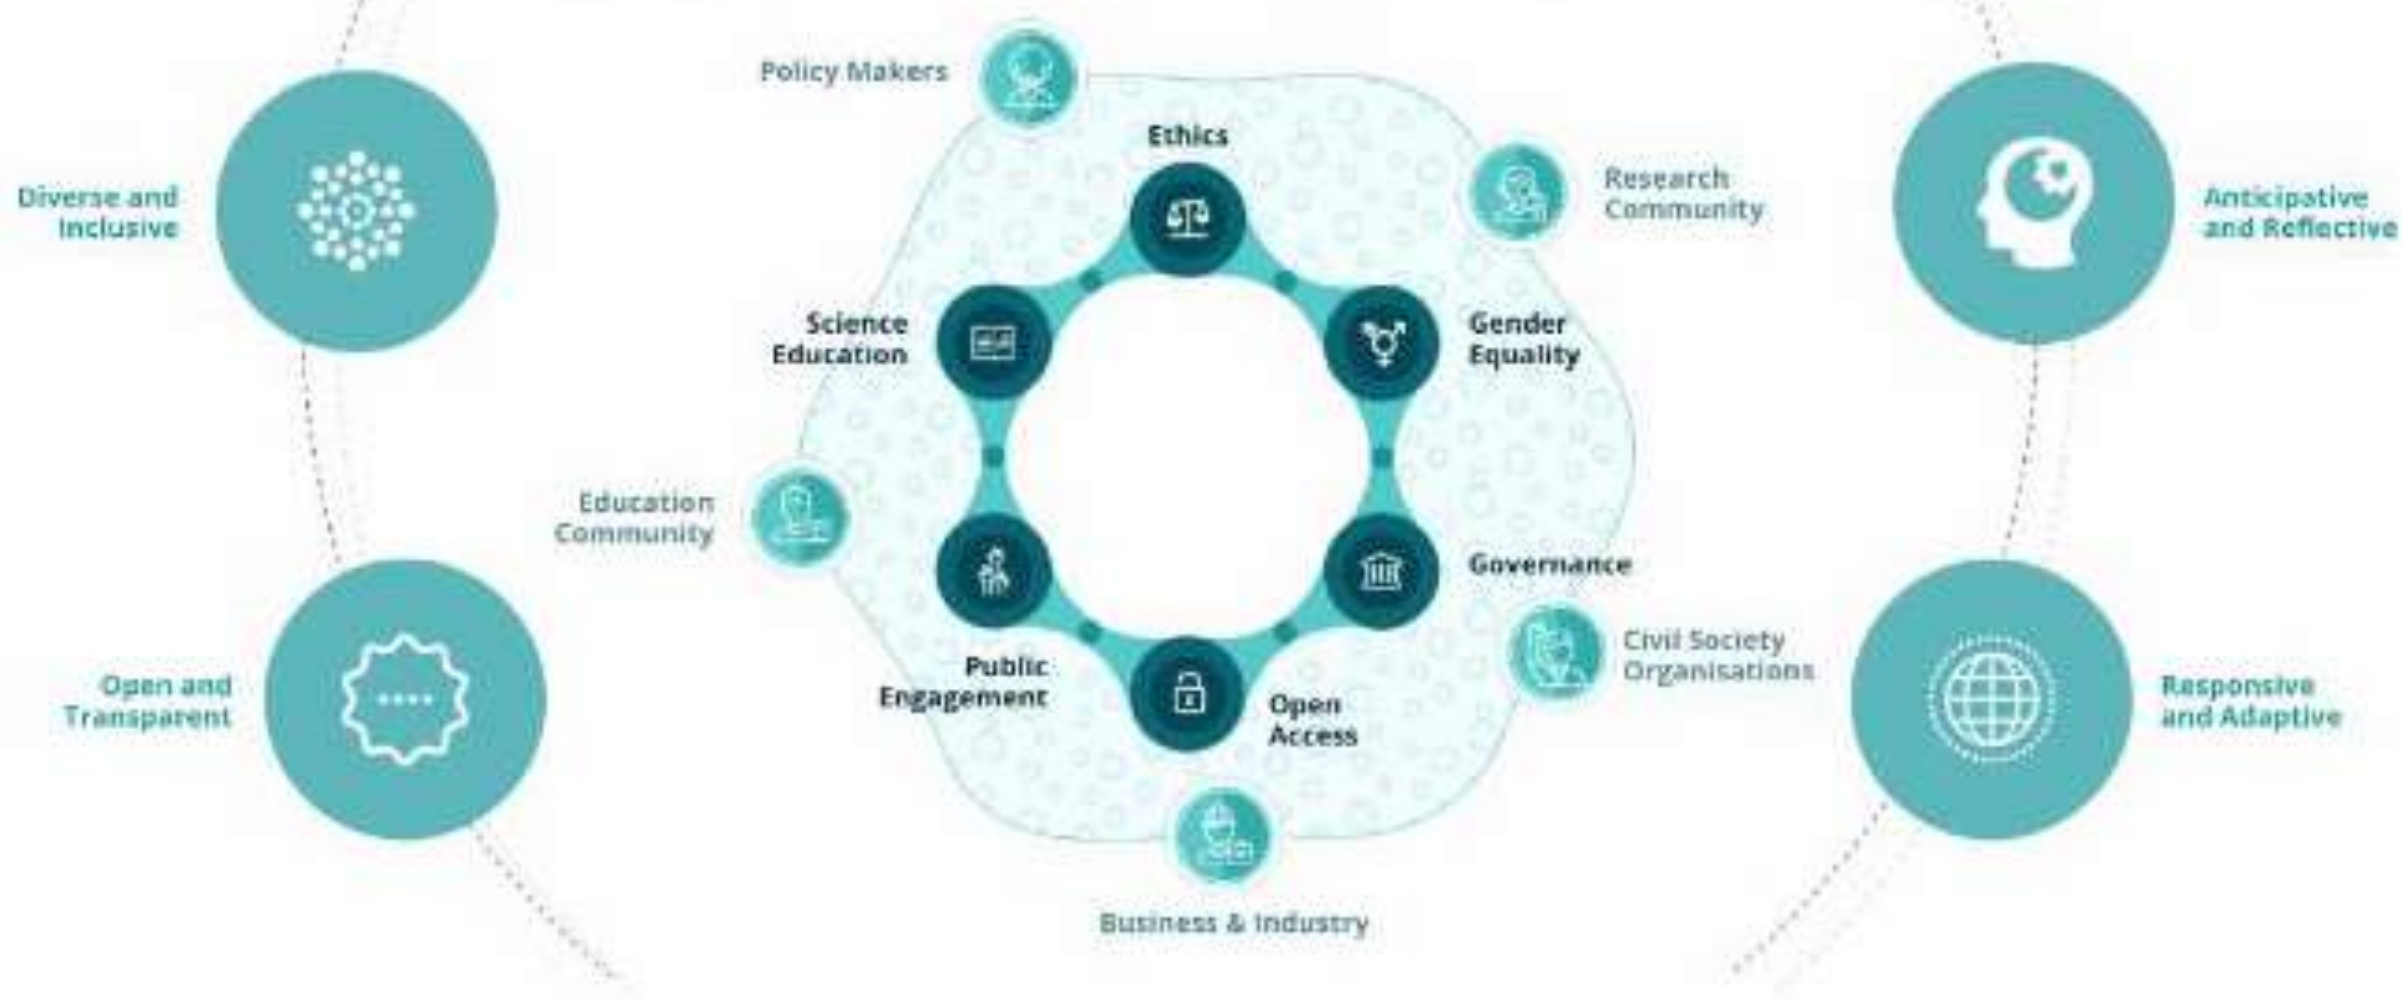 Policy Makers
Ethics
Research
Community
Diverse and
Inclusive
Anticipative
and Reflective
Science
Education
Gender
Equality
Education
Community
Governance
Public
Engagement
Open
Access
Civil Society
Organisations
Open and
Transparent
Responsive
and Adaptive
Business & Industry